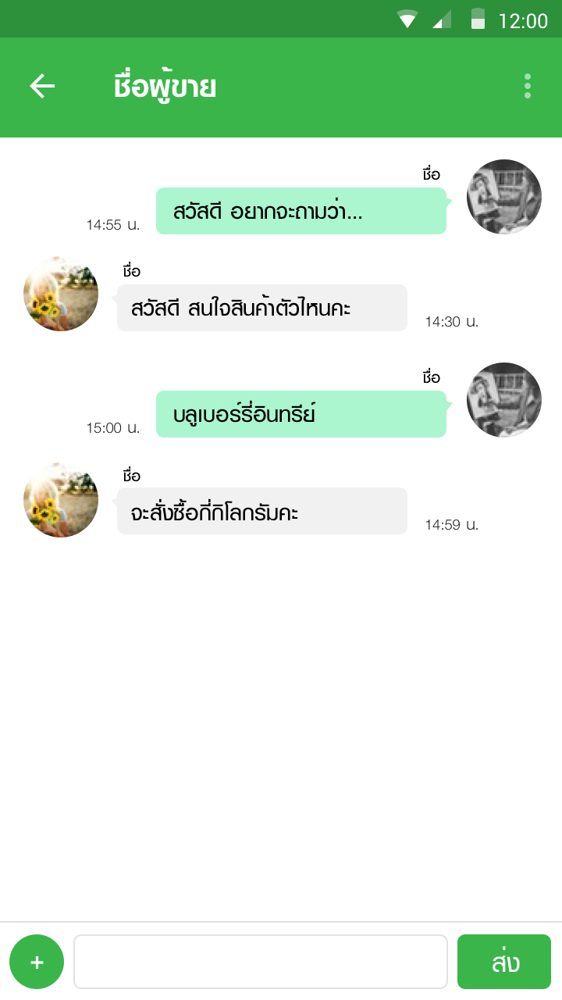 12:00
ชื่อผู้ขาย
ชื่อ
สวัสดี อยากจะถามว่า...
14:55 น.
ชื่อ
สวัสดี สนใจสินค้าตัวไหนคะ
14:30 น.
ชื่อ
บลูเบอร์รี่อินทรีย์
15:00 น.
ชื่อ
จะสั่งซื้อกี่กิโลกรัมคะ
14:59 น.
+
ส่ง